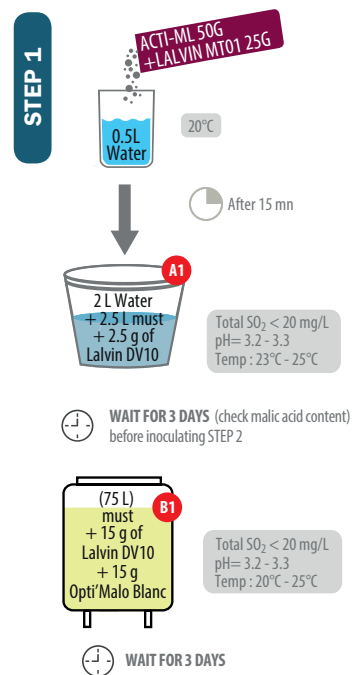 STEP 1
ACTI-ML 50G
+LALVIN MT01 25G
0.5L
Water
20°C
After 15 mn
A1
2 L Water
+ 2.5 L must
+ 2.5 g of
Lalvin DV10
Total SO₂ < 20 mg/L
pH= 3.2 - 3.3
Temp : 23°C - 25°C
WAIT FOR 3 DAYS (check malic acid content)
before inoculating STEP 2
(75 L)
must
B1
+ 15 g of
Lalvin DV10
+ 15 g
Opti’Malo Blanc
Total SO₂ < 20 mg/L
pH= 3.2 - 3.3
Temp : 20°C - 25°C
WAIT FOR 3 DAYS